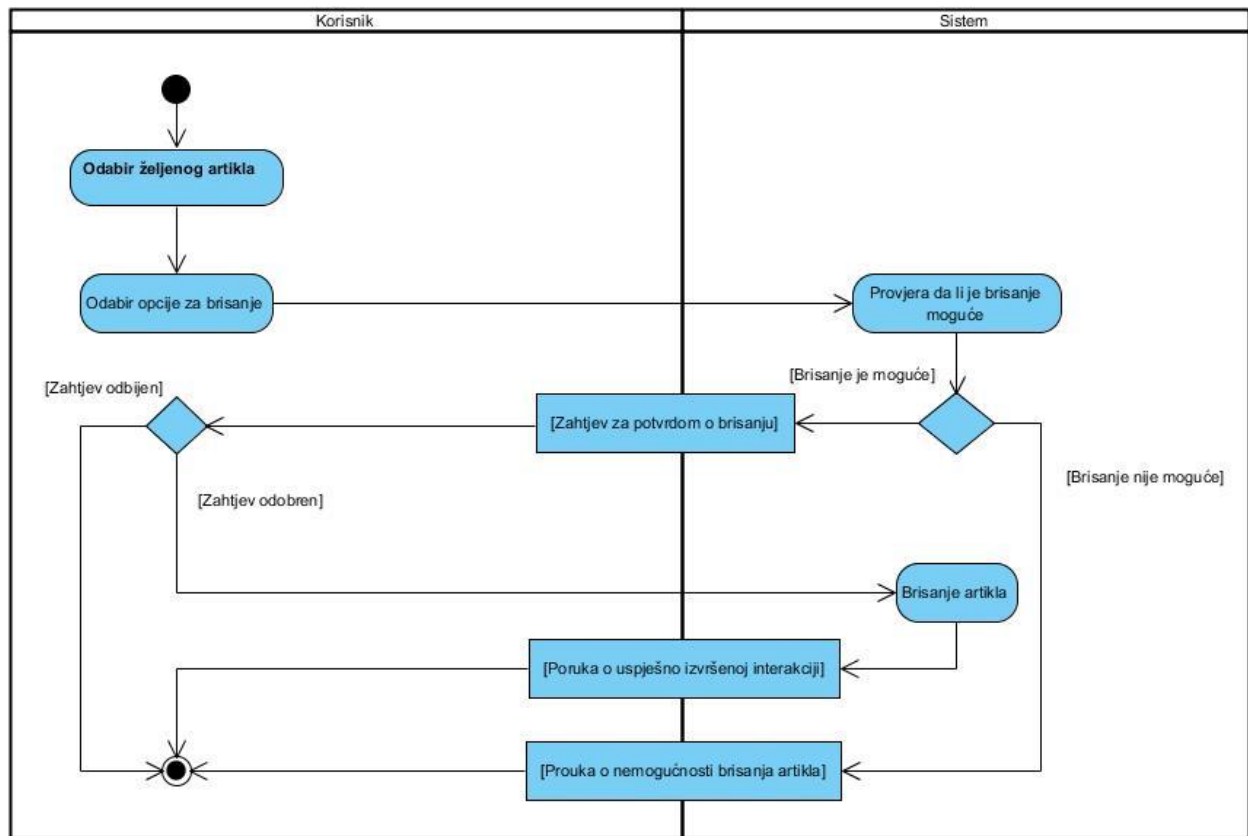 Korisnik
Sistem
Odabir željenog artikla
Odabir opcije za brisanje
Provjera da li je brisanje
moguće
[Zahtjev odbijen]
[Brisanje je moguće]
[Zahtjev za potvrdom o brisanju]
[Brisanje nije moguće]
[Zahtjev odobren]
Brisanje artikla
[Poruka o uspješno izvršenoj interakciji]
[Prouka o nemogućnosti brisanja artikla]